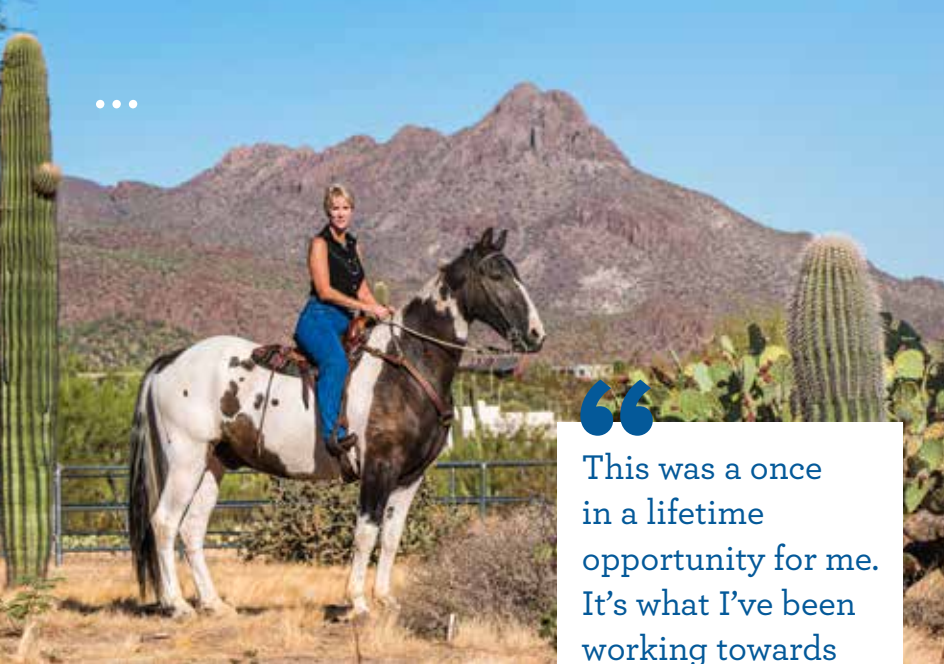 “
This was a once
in a lifetime
opportunity for me.
It’s what I’ve been
working towards